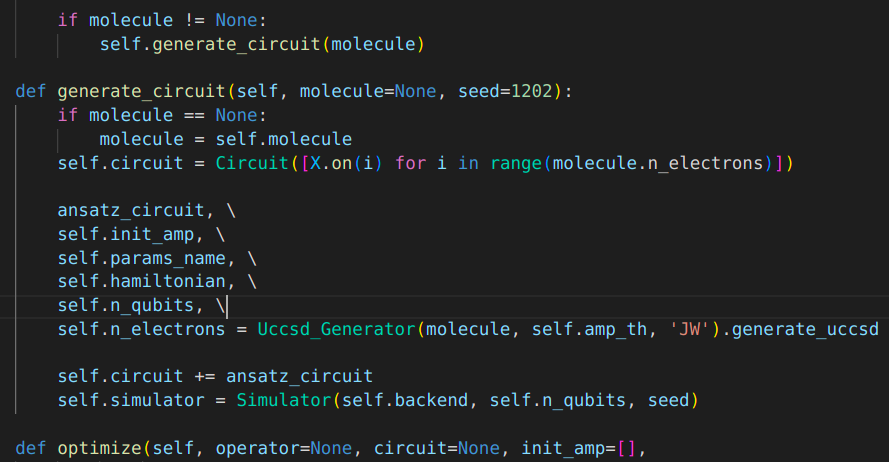 if molecule != None:
self.generate_circuit(molecule)
def generate_circuit(self, molecule=None, seed=1202):
if molecule == None:
molecule = self.molecule
self.circuit = Circuit([X.on(i) for i in range(molecule.n_electrons)])
ansatz_circuit, \
self.init_amp, \
self.params_name, \
self.hamiltonian, \
self.n_qubits, \
self.n_electrons = Uccsd_Generator(molecule, self.amp_th, 'JW').generate_uccsd
self.circuit += ansatz_circuit
self.simulator = Simulator(self.backend, self.n_qubits, seed)
def optimize(self, operator=None, circuit=None, init_amp=[],